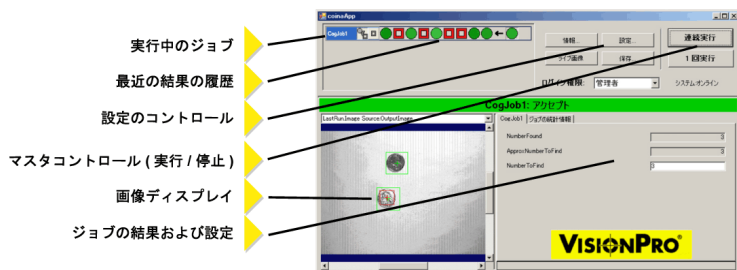 coinsApp
CogJob1
実行中のジョブ
最近の結果の履歴
設定のコントロール
マスタコントロール ( 実行 / 停止 )
画像ディスプレイ
ジョブの結果および設定
情報...
設定...
連続実行
ライブ画像
保存...
1 回実行
ログイン権限:
管理者
システム:オンライン
CogJob1: アクセプト
LastRun.Image Source.OutputImage
CogJob1
ジョブの統計情報
NumberFound
3
ApproxNumberToFind
3
NumberToFind
3
VISIONPRO®